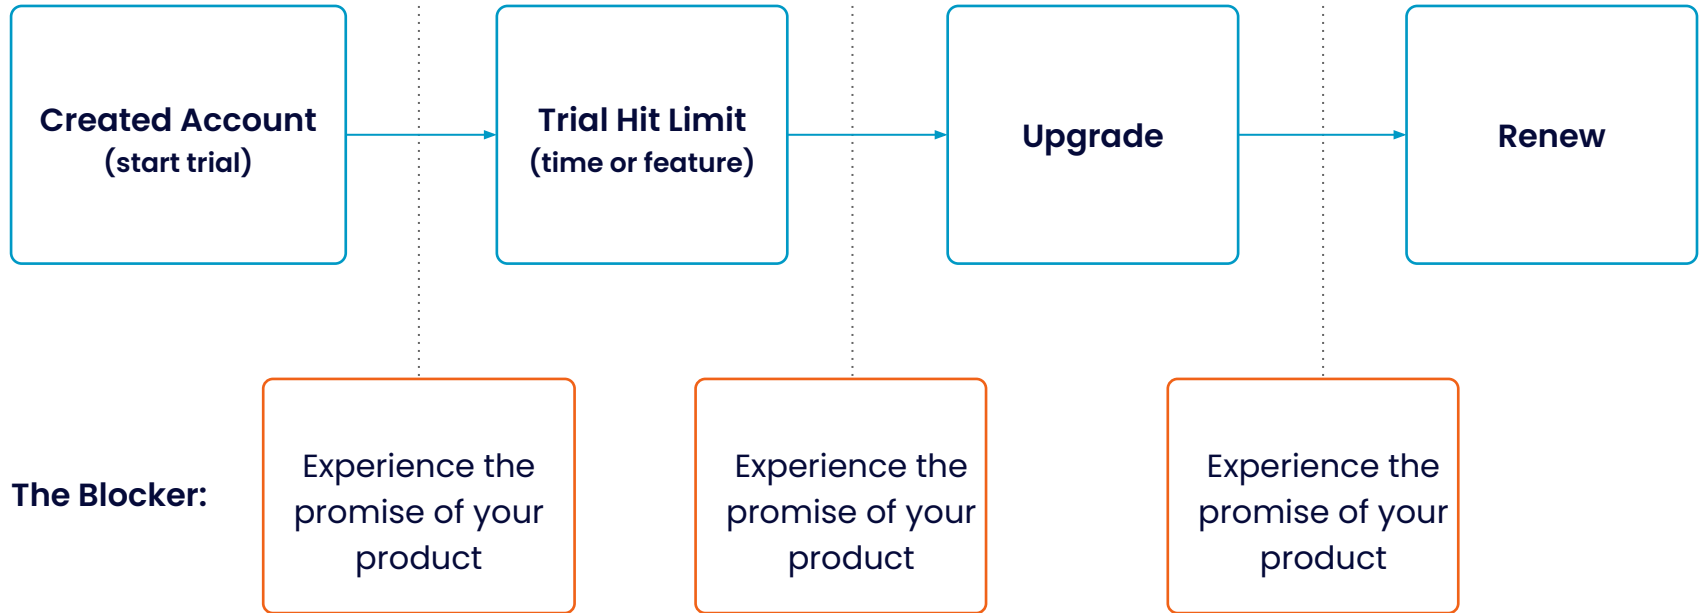 Created Account
(start trial)
Trial Hit Limit
(time or feature)
Upgrade
Renew
The Blocker:
Experience the
promise of your
product
Experience the
promise of your
product
Experience the
promise of your
product